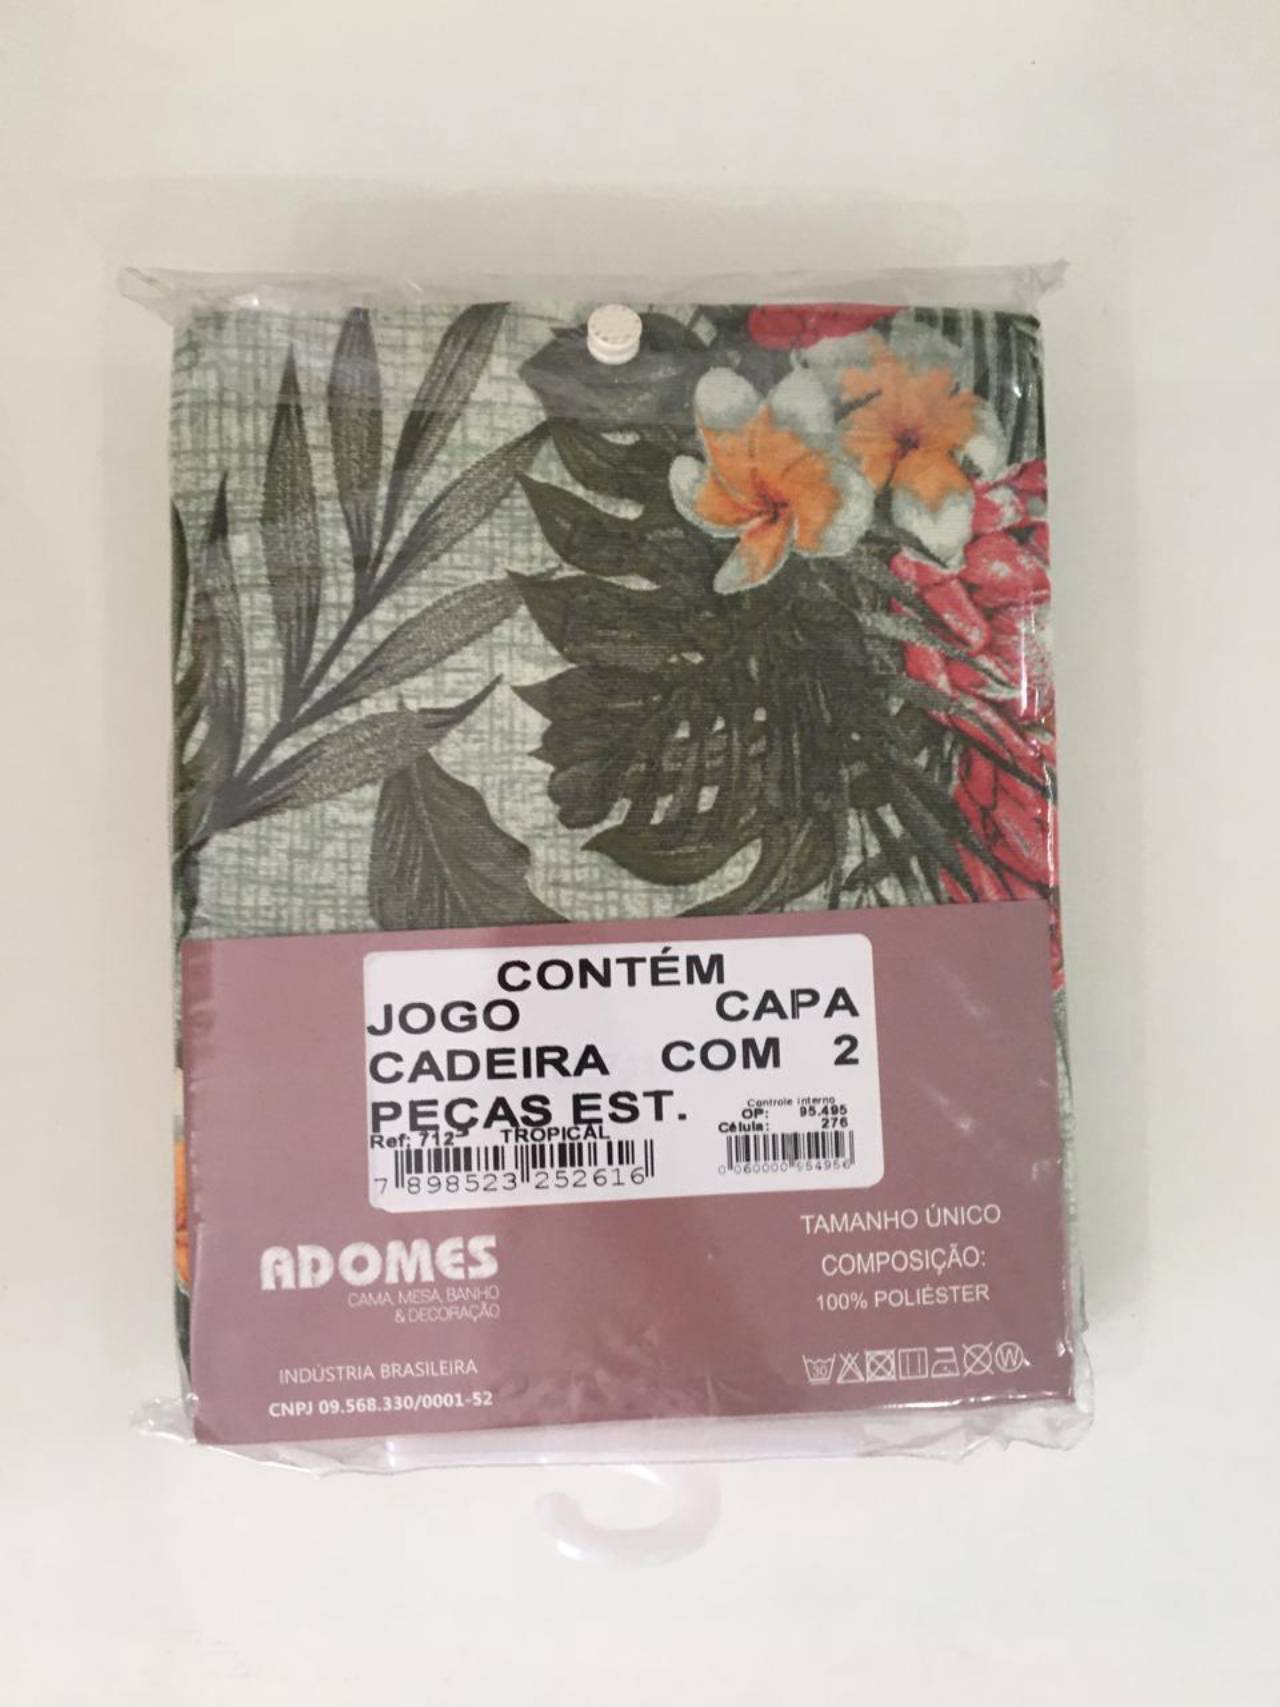 CONTÉM
JOGO CAPA
CADEIRA COM 2
PEÇAS EST.
Controle Interno
OP: 95.495
Célula: 276
Ref: 712 TROPICAL
7 898523 252616
0 060000 954956
TAMANHO ÚNICO
COMPOSIÇÃO:
100% POLIÉSTER
ADOMES
CAMA, MESA, BANHO
& DECORAÇÃO
INDÚSTRIA BRASILEIRA
CNPJ 09.568.330/0001-52
30
W